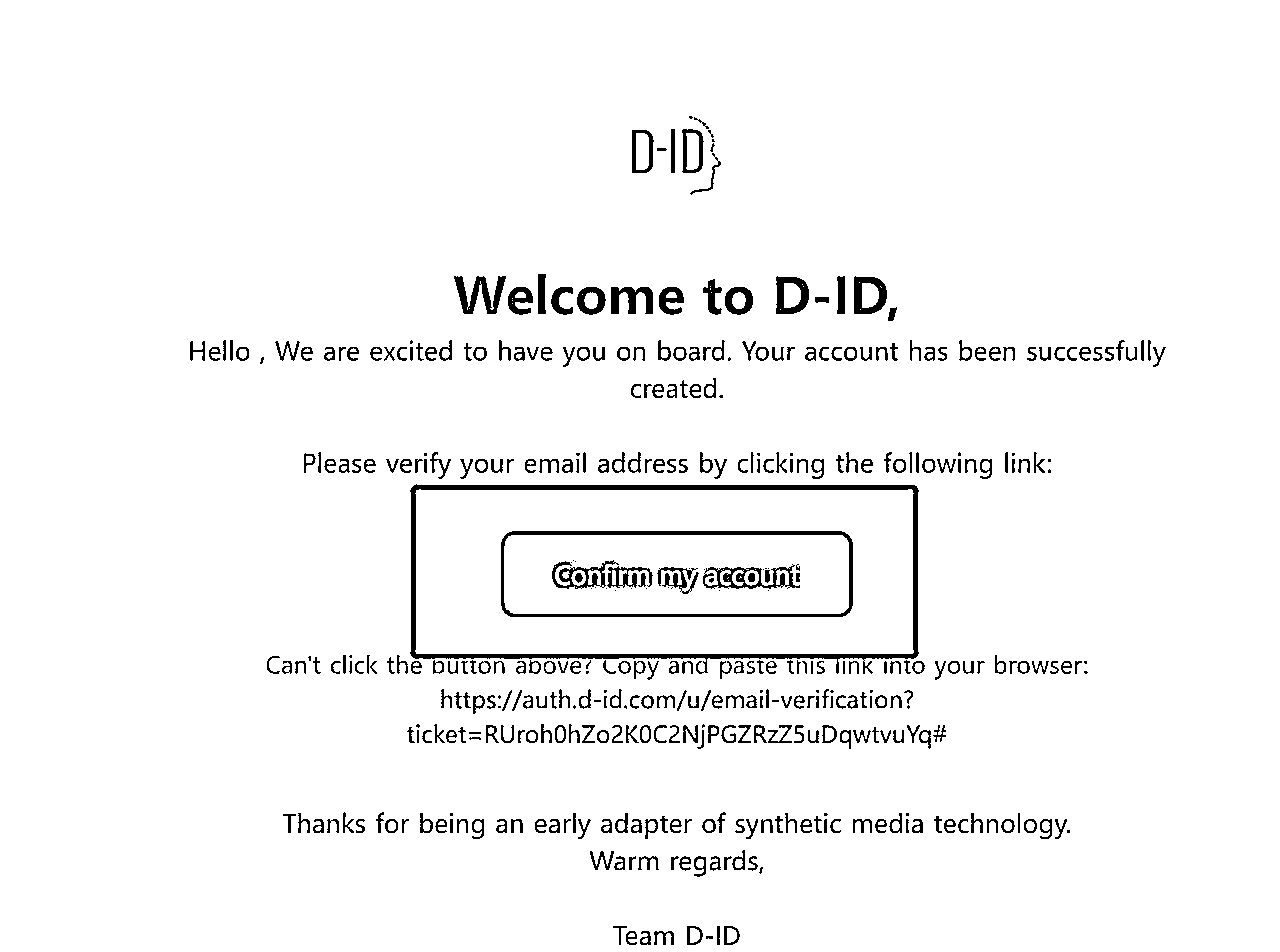 D-ID
Welcome to D-ID,
Hello , We are excited to have you on board. Your account has been successfully
created.
Please verify your email address by clicking the following link:
Confirm my account
Can't click the button above? Copy and paste this link into your browser:
https://auth.d-id.com/u/email-verification?
ticket=RUroh0hZo2K0C2NjPGZRzZ5uDqwtvuYq#
Thanks for being an early adapter of synthetic media technology.
Warm regards,
Team D-ID